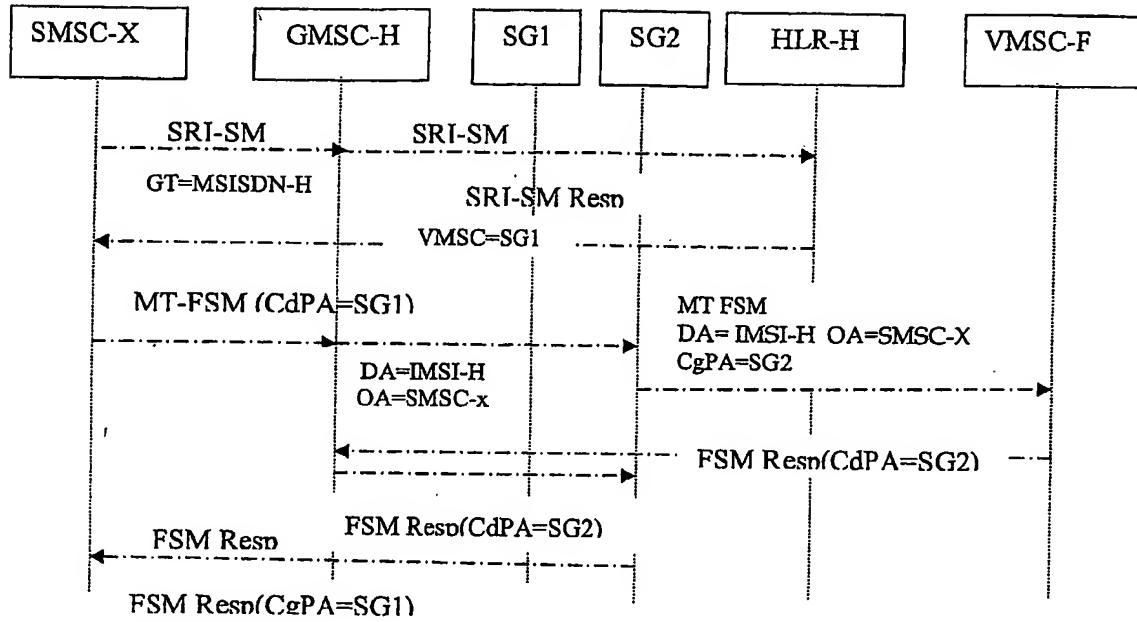 SMSC-X
GMSC-H
SG1
SG2
HLR-H
VMSC-F
SRI-SM
SRI-SM
GT=MSISDN-H
SRI-SM Resp
VMSC=SG1
MT-FSM (CdPA=SG1)
MT FSM
DA= IMSI-H OA=SMSC-X
CgPA=SG2
DA=IMSI-H
OA=SMSC-x
FSM Resp(CdPA=SG2)
FSM Resp(CdPA=SG2)
FSM Resp
FSM Resp(CgPA=SG1)